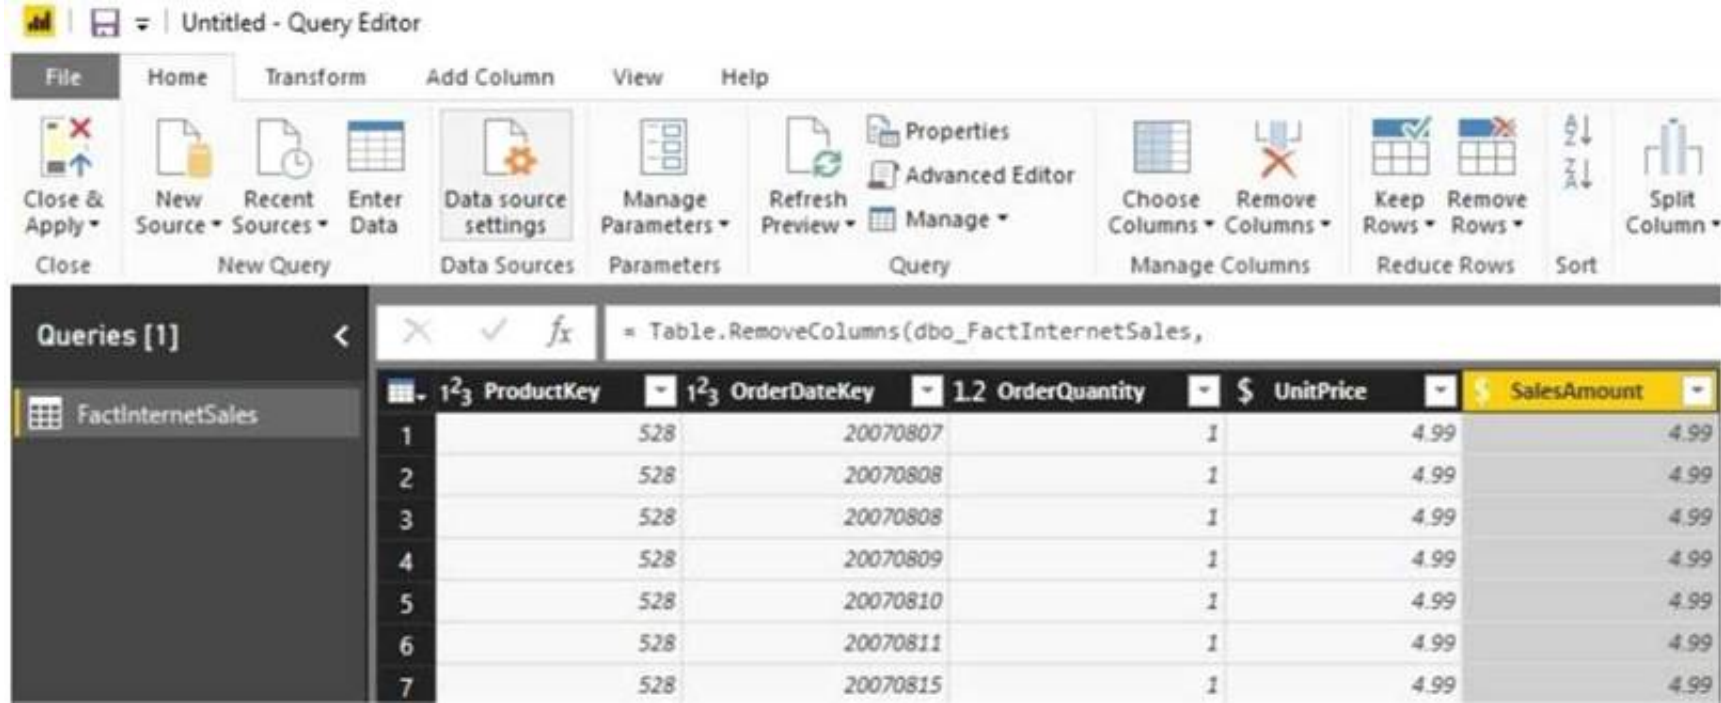 Untitled - Query Editor
File Home Transform Add Column View Help
Close & Apply
New Source
Recent Sources
Enter Data
Data source settings
Manage Parameters
Refresh Preview
Properties
Advanced Editor
Manage
Choose Columns
Remove Columns
Keep Rows
Remove Rows
A Z
Z A
Split Column
Close New Query Data Sources Parameters Query Manage Columns Reduce Rows Sort
Queries [1]
FactInternetSales
fx = Table.RemoveColumns(dbo_FactInternetSales,
1²3 ProductKey 1²3 OrderDateKey 1.2 OrderQuantity $ UnitPrice $ SalesAmount
1 528 20070807 1 4.99 4.99
2 528 20070808 1 4.99 4.99
3 528 20070808 1 4.99 4.99
4 528 20070809 1 4.99 4.99
5 528 20070810 1 4.99 4.99
6 528 20070811 1 4.99 4.99
7 528 20070815 1 4.99 4.99